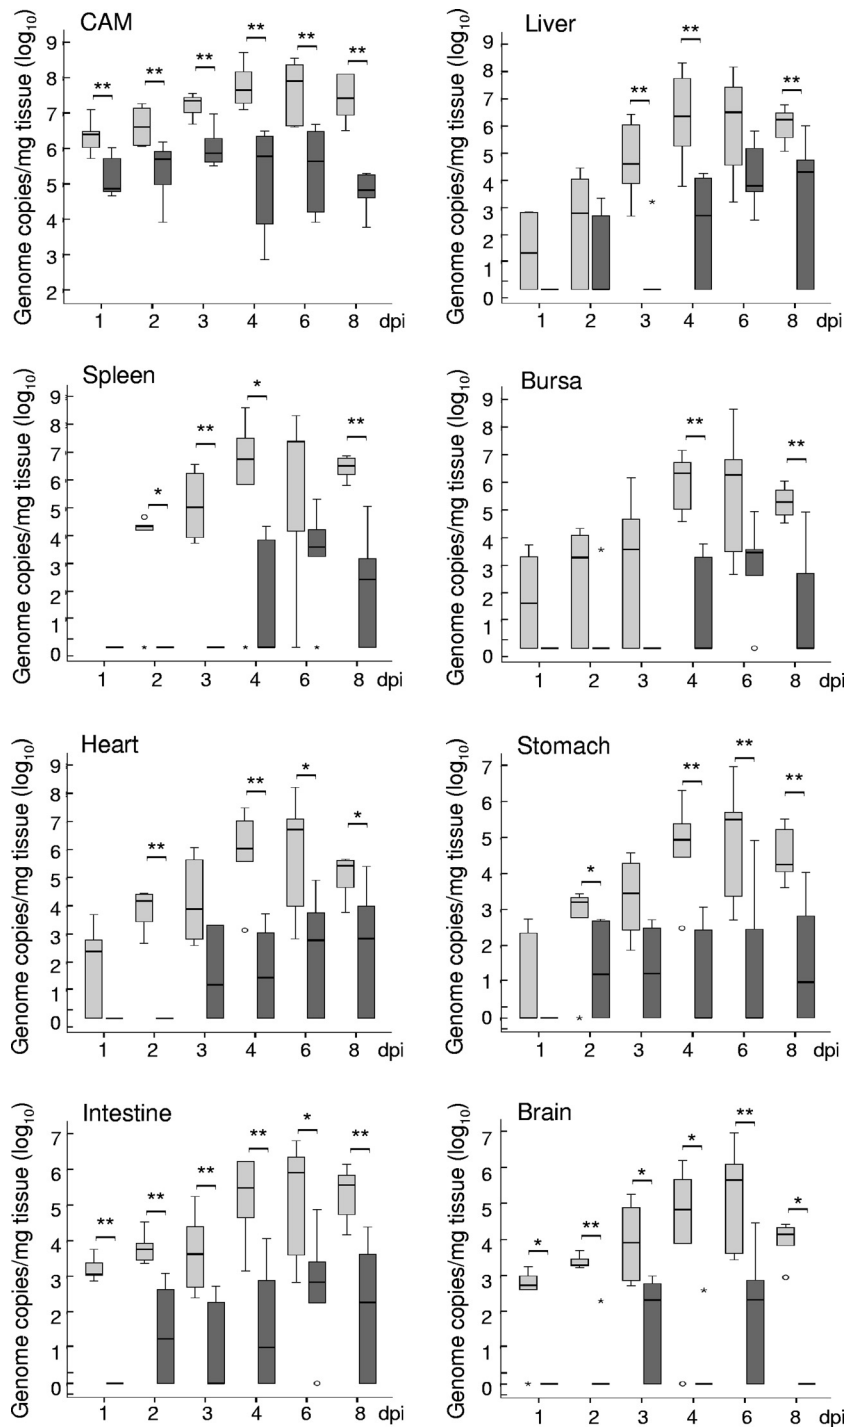 CAM
Genome copies/mg tissue (log10)
9
8
7
6
5
4
3
2
** ** ** ** ** **
1 2 3 4 6 8 dpi
Liver
Genome copies/mg tissue (log10)
9
8
7
6
5
4
3
2
1
0
** ** **
*
1 2 3 4 6 8 dpi
Spleen
Genome copies/mg tissue (log10)
9
8
7
6
5
4
3
2
1
0
* ** * **
* * *
1 2 3 4 6 8 dpi
Bursa
Genome copies/mg tissue (log10)
9
8
7
6
5
4
3
2
1
0
** **
*
1 2 3 4 6 8 dpi
Heart
Genome copies/mg tissue (log10)
9
8
7
6
5
4
3
2
1
0
** ** * *
*
1 2 3 4 6 8 dpi
Stomach
Genome copies/mg tissue (log10)
7
6
5
4
3
2
1
0
* ** ** **
*
1 2 3 4 6 8 dpi
Intestine
Genome copies/mg tissue (log10)
7
6
5
4
3
2
1
0
** ** ** ** * **
1 2 3 4 6 8 dpi
Brain
Genome copies/mg tissue (log10)
7
6
5
4
3
2
1
0
* ** * * ** *
* * *
1 2 3 4 6 8 dpi